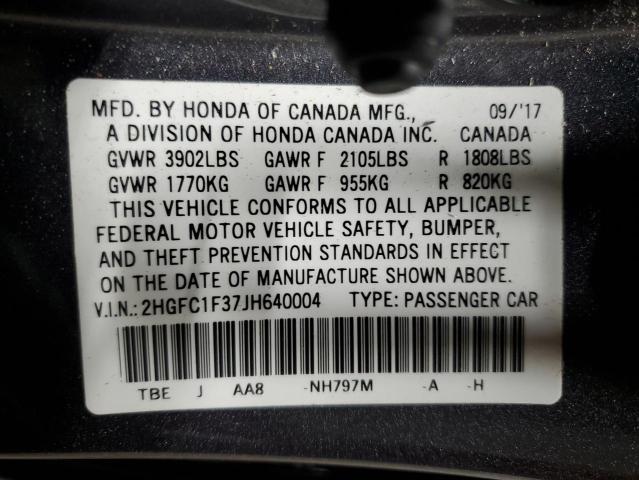 MFD. BY HONDA OF CANADA MFG., 09/'17
A DIVISION OF HONDA CANADA INC. CANADA
GVWR 3902LBS GAWR F 2105LBS R 1808LBS
GVWR 1770KG GAWR F 955KG R 820KG
THIS VEHICLE CONFORMS TO ALL APPLICABLE
FEDERAL MOTOR VEHICLE SAFETY, BUMPER,
AND THEFT PREVENTION STANDARDS IN EFFECT
ON THE DATE OF MANUFACTURE SHOWN ABOVE.
V.I.N.: 2HGFC1F37JH640004 TYPE: PASSENGER CAR
TBE J AA8 -NH797M -A -H